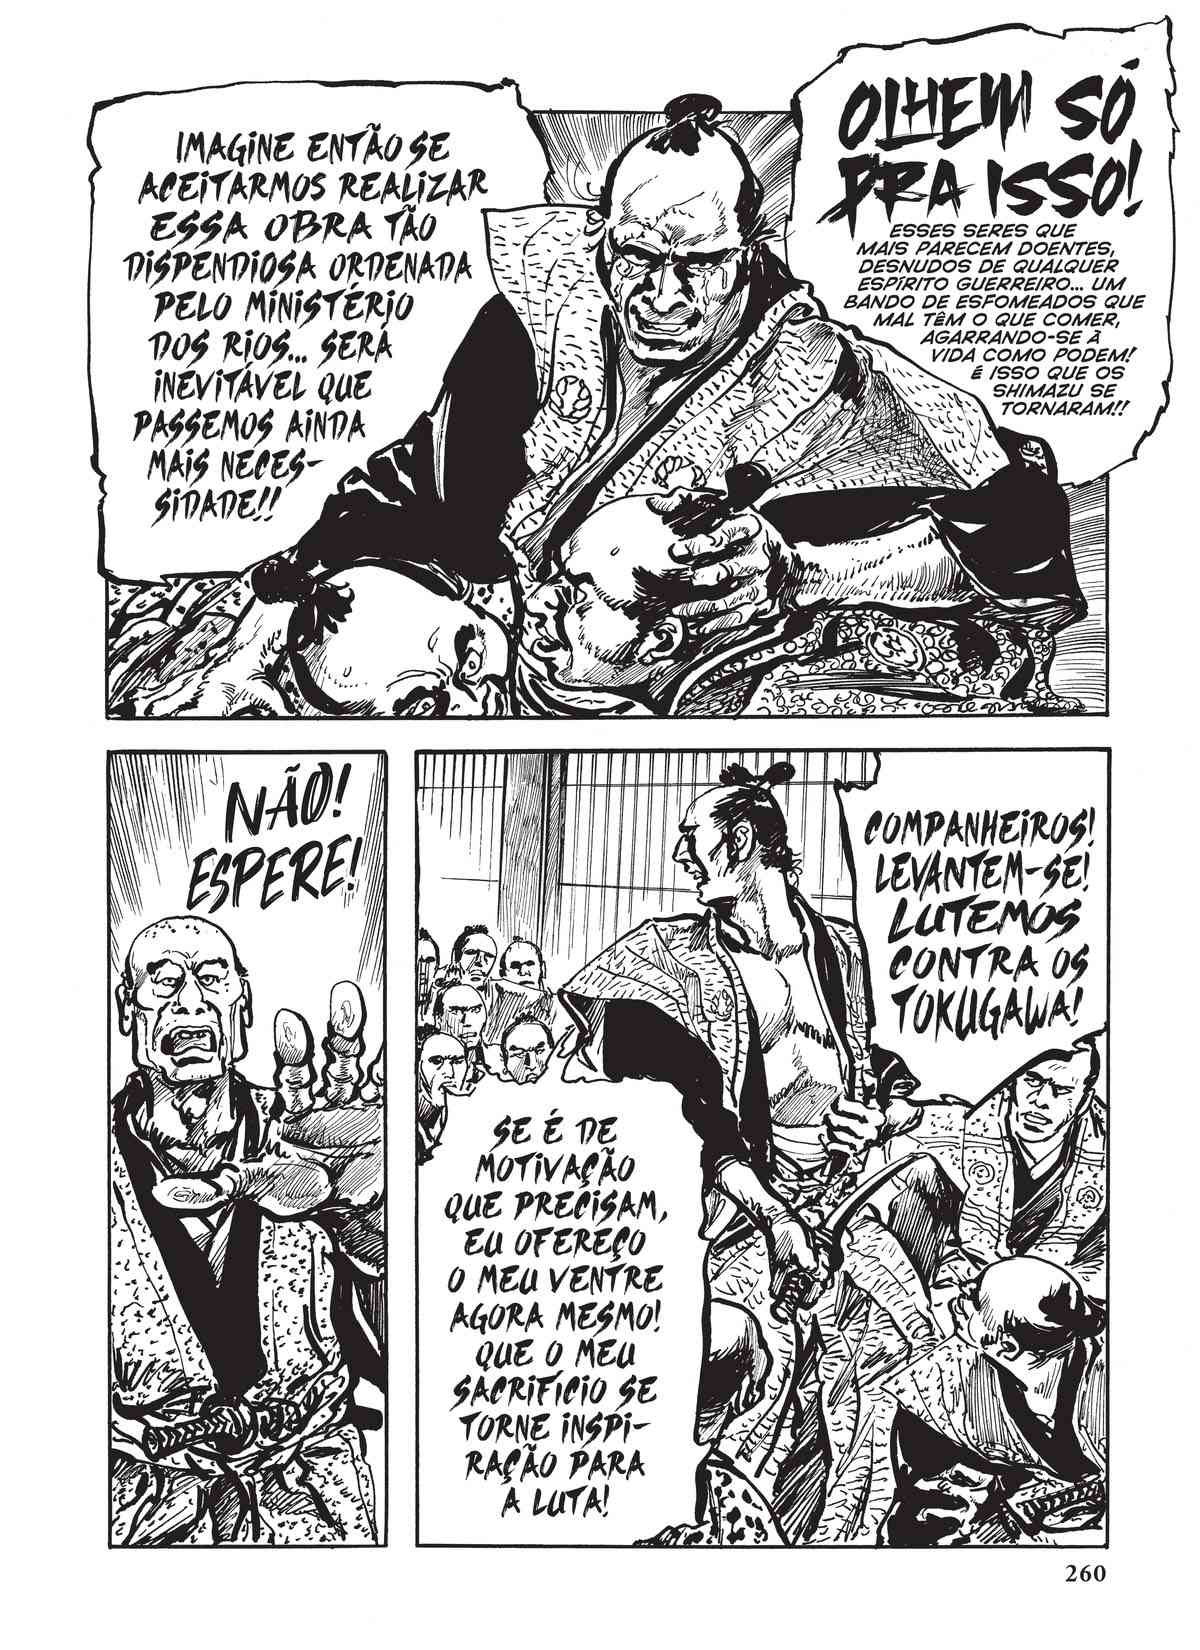 OLHEM SÓ
PRA ISSO!
ESSES SERES QUE
MAIS PARECEM DOENTES,
DESNUDOS DE QUALQUER
ESPÍRITO GUERREIRO... UM
BANDO DE ESFOMEADOS QUE
MAL TÊM O QUE COMER,
AGARRANDO-SE À
VIDA COMO PODEM!
É ISSO QUE OS
SHIMAZU SE
TORNARAM!!
IMAGINE ENTÃO SE
ACEITARMOS REALIZAR
ESSA OBRA TÃO
DISPENDIOSA ORDENADA
PELO MINISTÉRIO
DOS RIOS... SERÁ
INEVITÁVEL QUE
PASSEMOS AINDA
MAIS NECES-
SIDADE!!
COMPANHEIROS!
LEVANTEM-SE!
LUTEMOS
CONTRA OS
TOKUGAWA!
SE É DE
MOTIVAÇÃO
QUE PRECISAM,
EU OFEREÇO
O MEU VENTRE
AGORA MESMO!
QUE O MEU
SACRIFÍCIO SE
TORNE INSPI-
RAÇÃO PARA
A LUTA!
NÃO!
ESPERE!
260